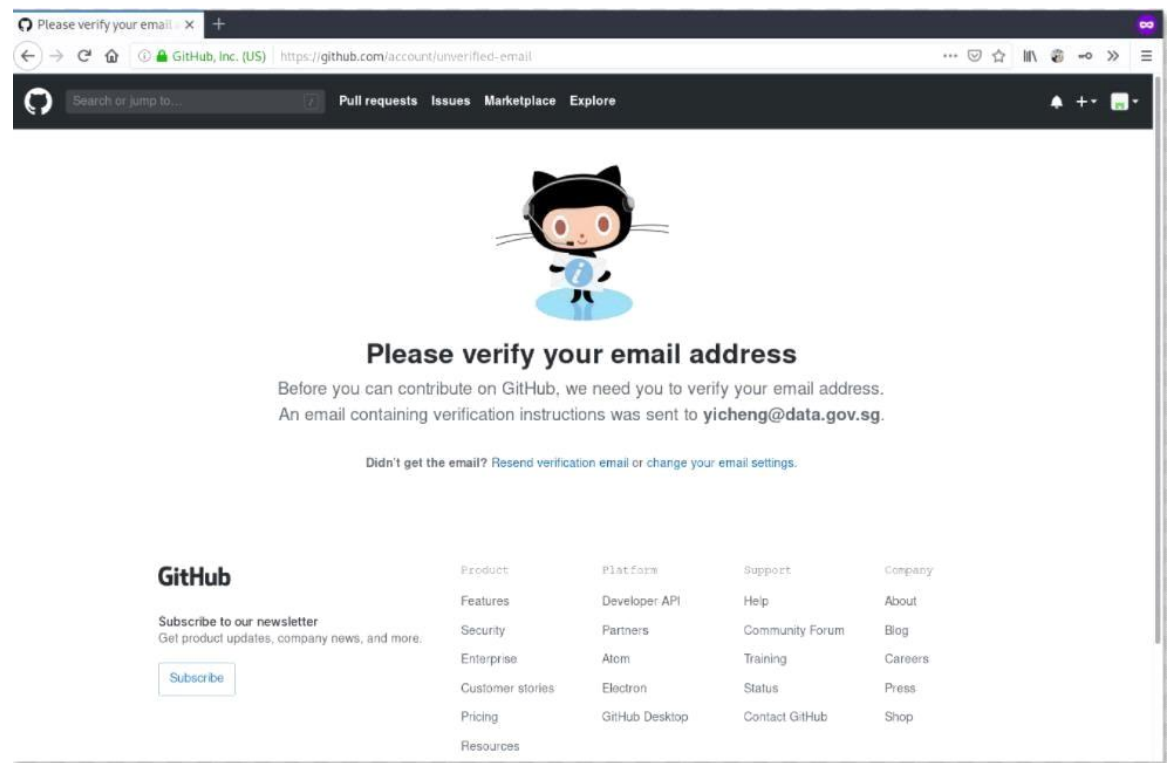 Please verify your email
GitHub, Inc. (US) https://github.com/account/unverified-email
Search or jump to... / Pull requests Issues Marketplace Explore
Please verify your email address
Before you can contribute on GitHub, we need you to verify your email address.
An email containing verification instructions was sent to yicheng@data.gov.sg.
Didn't get the email? Resend verification email or change your email settings.
GitHub
Subscribe to our newsletter
Get product updates, company news, and more.
Subscribe
Product
Features
Security
Enterprise
Customer stories
Pricing
Resources
Platform
Developer API
Partners
Atom
Electron
GitHub Desktop
Support
Help
Community Forum
Training
Status
Contact GitHub
Company
About
Blog
Careers
Press
Shop